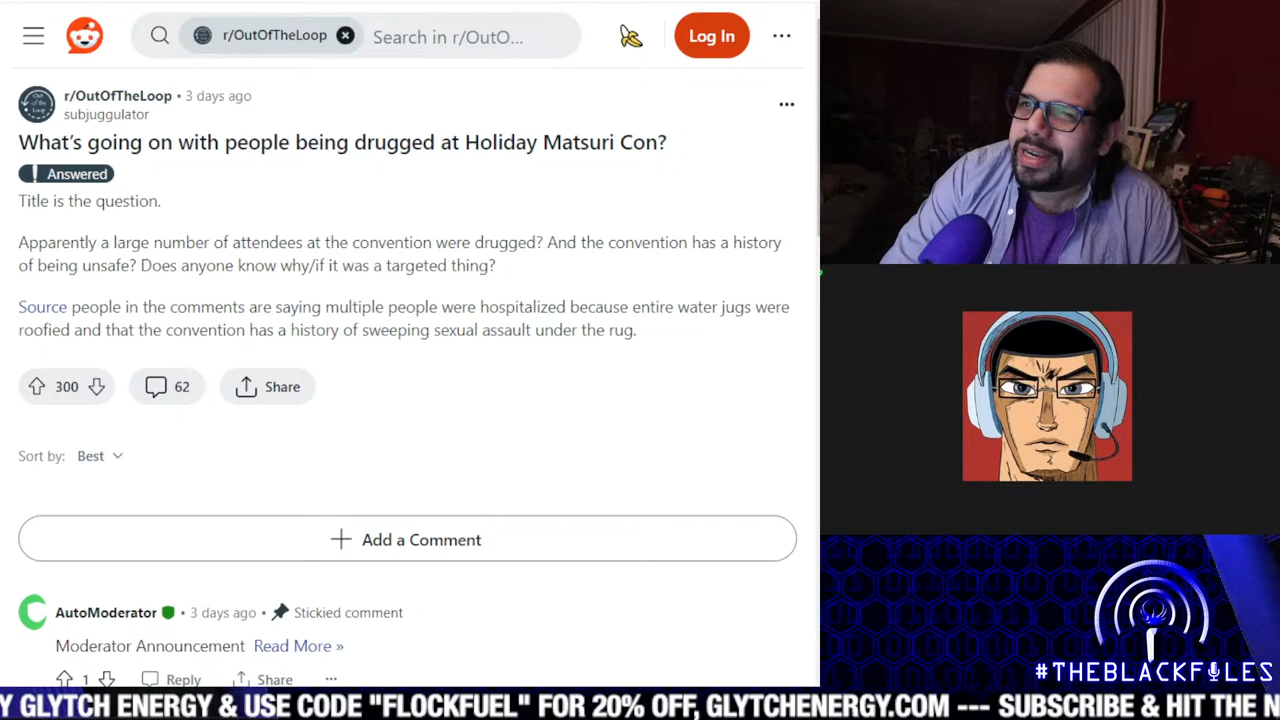 r/OutOfTheLoop
Search in r/OutO...
Log In
r/OutOfTheLoop • 3 days ago
subjuggulator
What's going on with people being drugged at Holiday Matsuri Con?
Answered
Title is the question.
Apparently a large number of attendees at the convention were drugged? And the convention has a history
of being unsafe? Does anyone know why/if it was a targeted thing?
Source people in the comments are saying multiple people were hospitalized because entire water jugs were
roofied and that the convention has a history of sweeping sexual assault under the rug.
300
62
Share
Sort by: Best
Add a Comment
AutoModerator • 3 days ago • Stickied comment
Moderator Announcement Read More »
1 Reply Share
#THEBLACKFILES
Y GLYTCH ENERGY & USE CODE "FLOCKFUEL" FOR 20% OFF, GLYTCHENERGY.COM --- SUBSCRIBE & HIT THE N